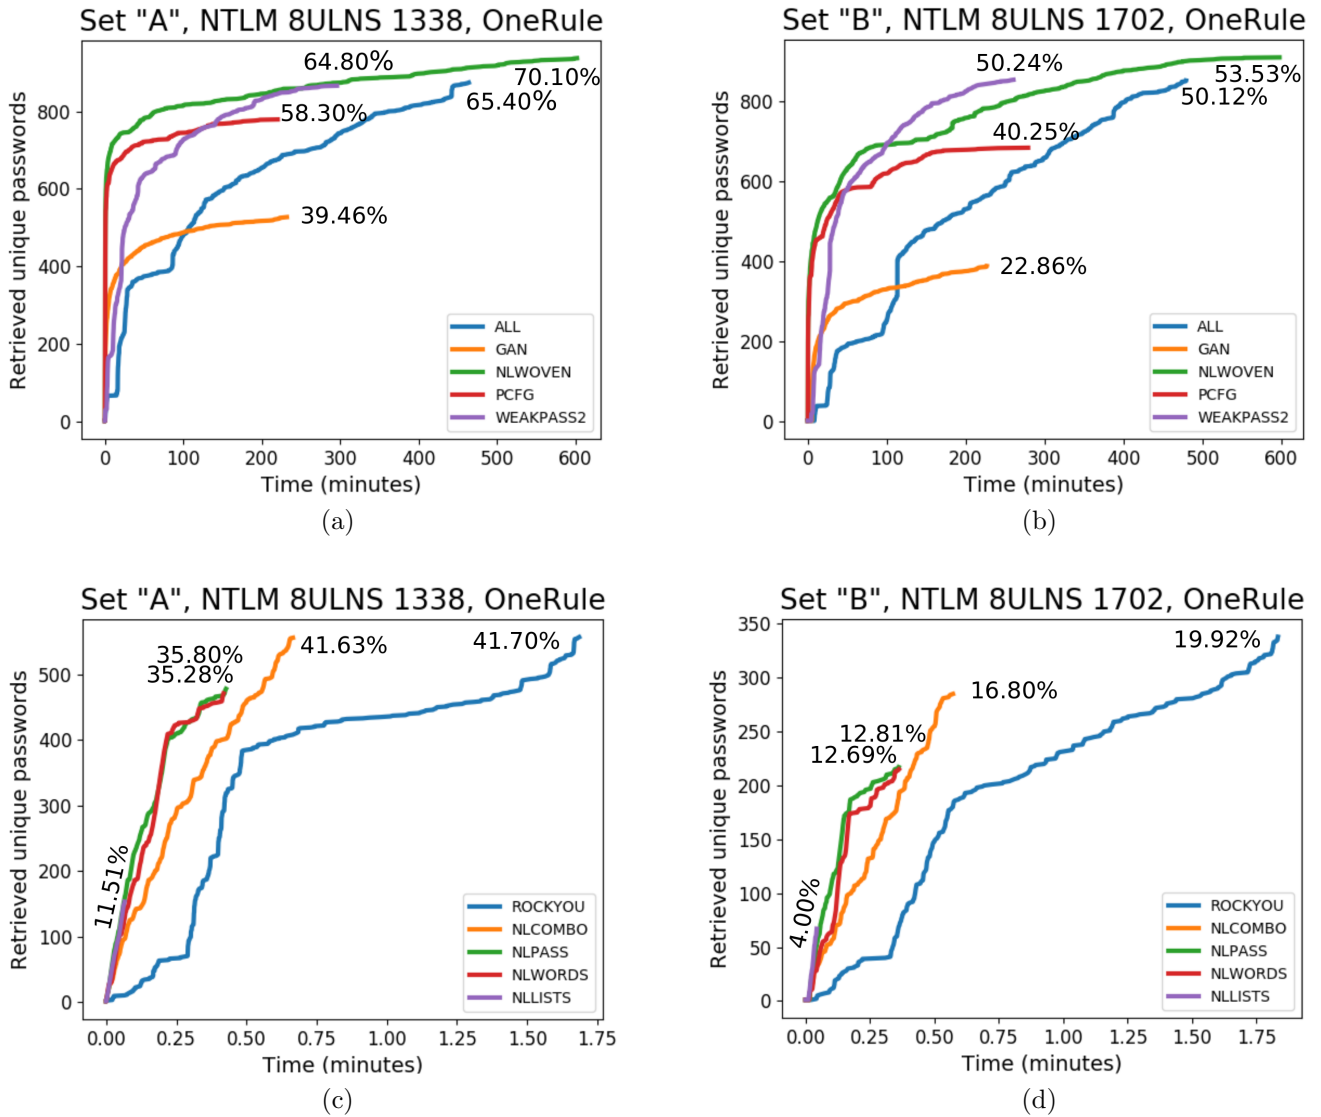 Set "A", NTLM 8ULNS 1338, OneRule
64.80%
70.10%
65.40%
58.30%
39.46%
Retrieved unique passwords
800
600
400
200
0
ALL
GAN
NLWOVEN
PCFG
WEAKPASS2
0 100 200 300 400 500 600
Time (minutes)
(a)
Set "B", NTLM 8ULNS 1702, OneRule
50.24%
53.53%
50.12%
40.25%
22.86%
Retrieved unique passwords
800
600
400
200
0
ALL
GAN
NLWOVEN
PCFG
WEAKPASS2
0 100 200 300 400 500 600
Time (minutes)
(b)
Set "A", NTLM 8ULNS 1338, OneRule
35.80%
35.28%
41.63%
41.70%
11.51%
Retrieved unique passwords
500
400
300
200
100
0
ROCKYOU
NLCOMBO
NLPASS
NLWORDS
NLLISTS
0.00 0.25 0.50 0.75 1.00 1.25 1.50 1.75
Time (minutes)
(c)
Set "B", NTLM 8ULNS 1702, OneRule
19.92%
16.80%
12.81%
12.69%
4.00%
Retrieved unique passwords
350
300
250
200
150
100
50
0
ROCKYOU
NLCOMBO
NLPASS
NLWORDS
NLLISTS
0.00 0.25 0.50 0.75 1.00 1.25 1.50 1.75
Time (minutes)
(d)